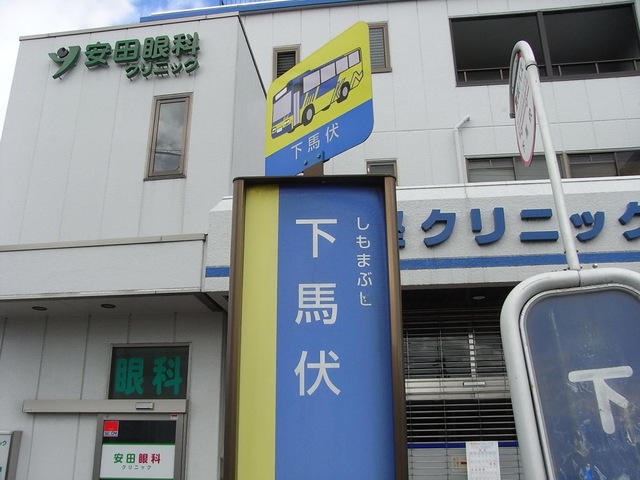 安田眼科
クリニック
下馬伏
下馬伏
しもまぶし
クリニック
眼科
安田眼科
クリニック
下